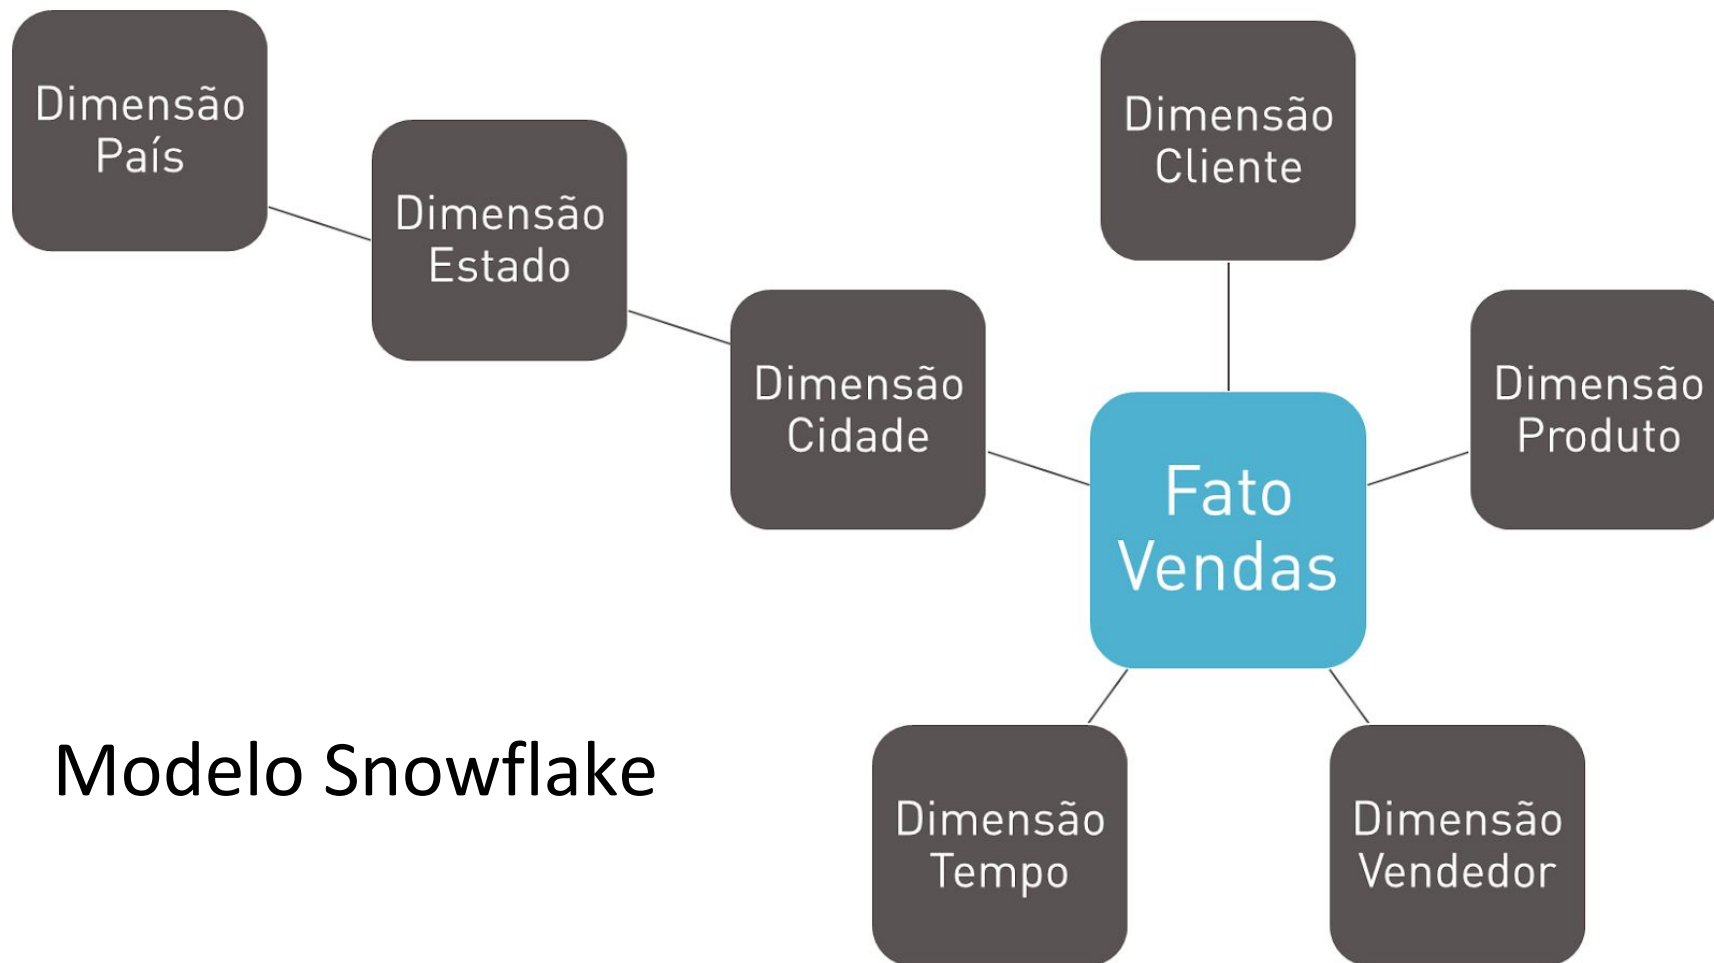 Dimensão
País
Dimensão
Estado
Dimensão
Cidade
Dimensão
Cliente
Dimensão
Produto
Fato
Vendas
Dimensão
Tempo
Dimensão
Vendedor
Modelo Snowflake